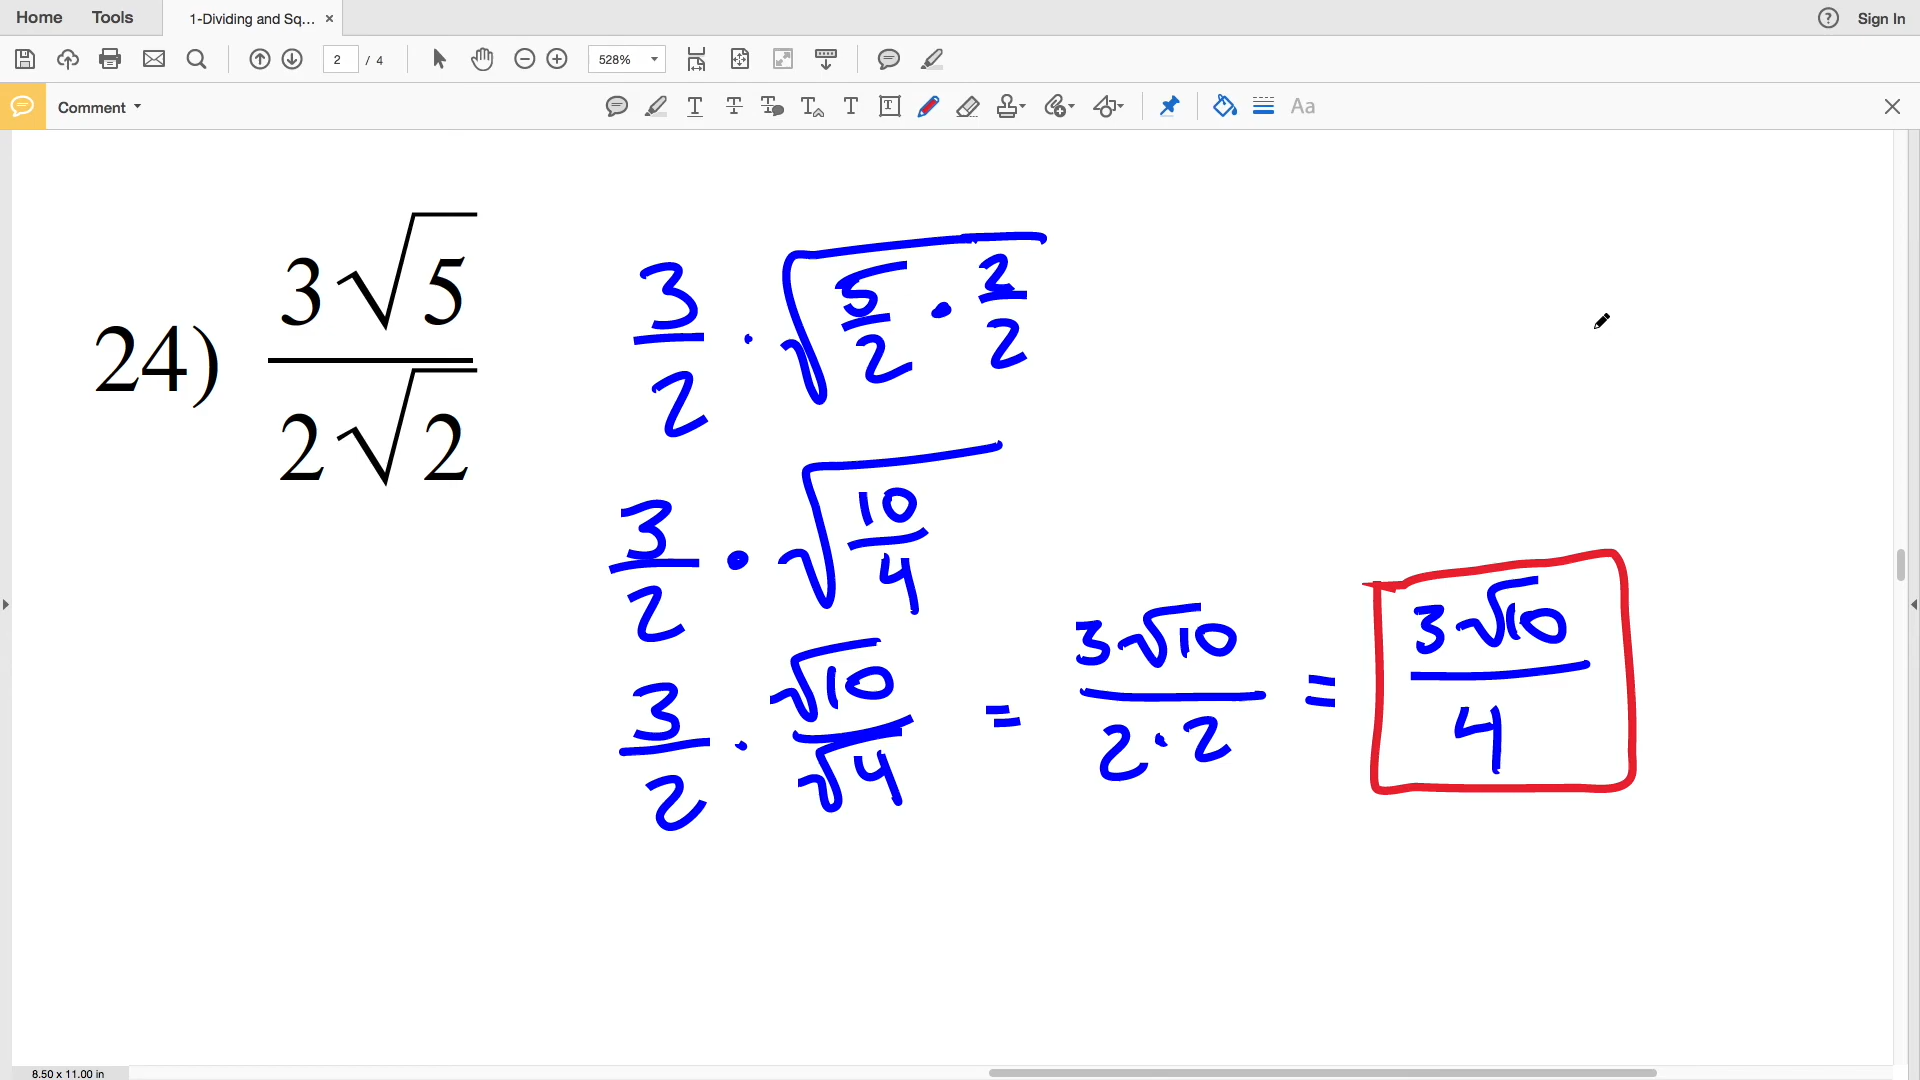 Home Tools 1-Dividing and Sq... × ? Sign In
2 / 4 528%
Comment T T T T T T Aa
24) 3√5 / 2√2
3/2 · √(5/2 · 2/2)
3/2 · √(10/4)
3/2 · √10/√4 = 3√10 / 2·2 = 3√10 / 4
8.50 x 11.00 in